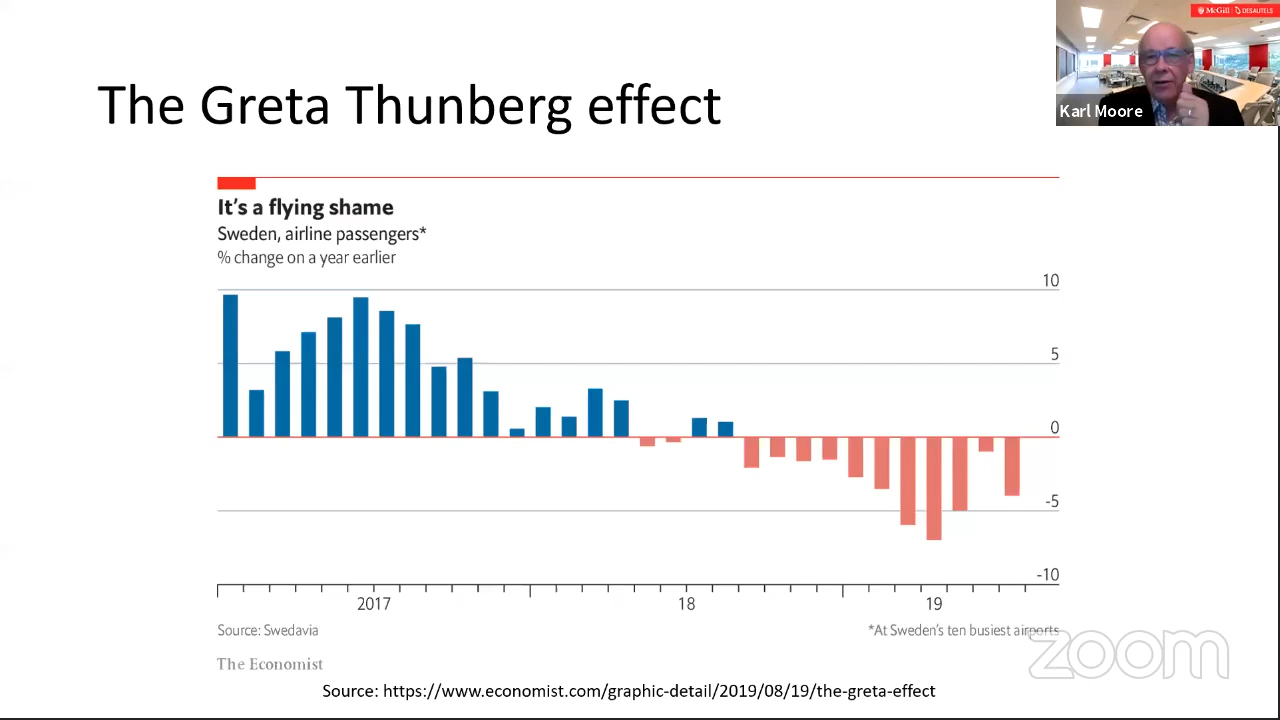 McGill DESAUTELS
Karl Moore
The Greta Thunberg effect
It's a flying shame
Sweden, airline passengers*
% change on a year earlier
10
5
0
-5
-10
2017
18
19
Source: Swedavia
*At Sweden's ten busiest airports
The Economist
zoom
Source: https://www.economist.com/graphic-detail/2019/08/19/the-greta-effect